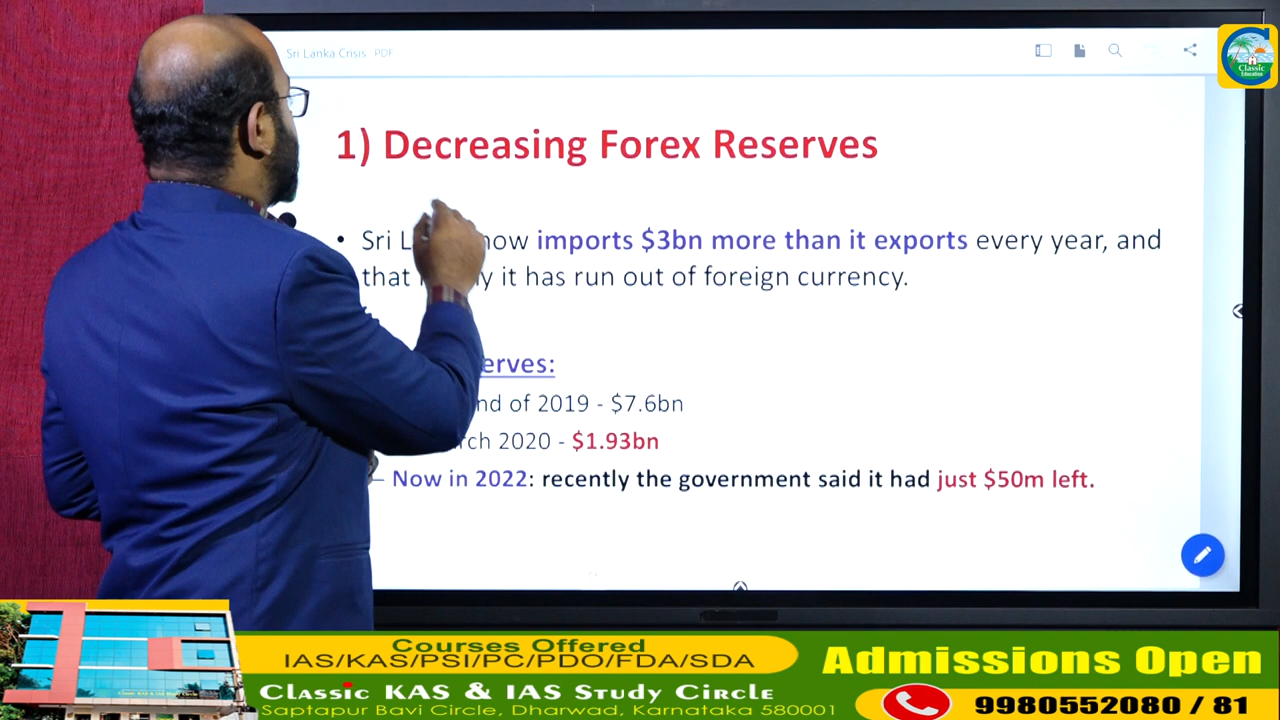 Sri Lanka Crisis PDF
Classic
Education
1) Decreasing Forex Reserves
• Sri L now imports $3bn more than it exports every year, and
that it has run out of foreign currency.
erves:
nd of 2019 - $7.6bn
rch 2020 - $1.93bn
– Now in 2022: recently the government said it had just $50m left.
Courses Offered
IAS/KAS/PSI/PC/PDO/FDA/SDA
Classic KAS & IAS Study Circle
Saptapur Bavi Circle, Dharwad, Karnataka 580001
Admissions Open
9980552080 / 81